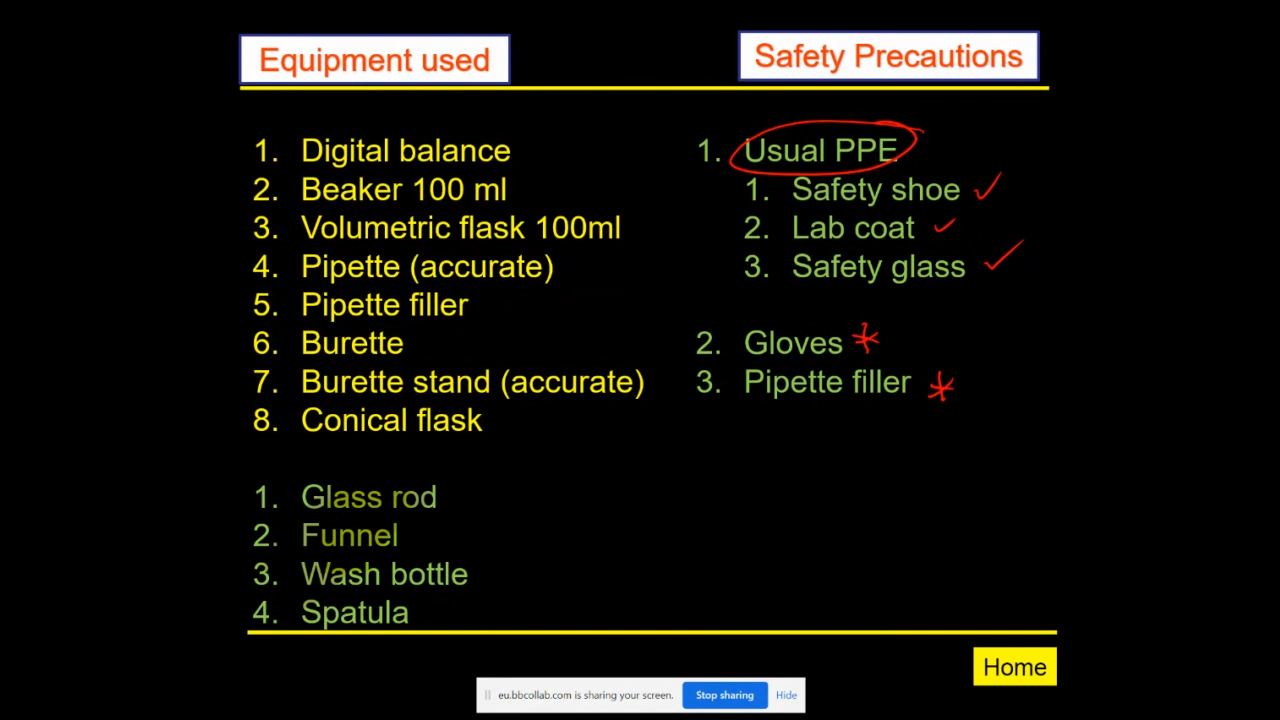 Equipment used
1. Digital balance
2. Beaker 100 ml
3. Volumetric flask 100ml
4. Pipette (accurate)
5. Pipette filler
6. Burette
7. Burette stand (accurate)
8. Conical flask
1. Glass rod
2. Funnel
3. Wash bottle
4. Spatula
Safety Precautions
1. Usual PPE
1. Safety shoe
2. Lab coat
3. Safety glass
2. Gloves
3. Pipette filler
Home
eu.bbcollab.com is sharing your screen. Stop sharing Hide